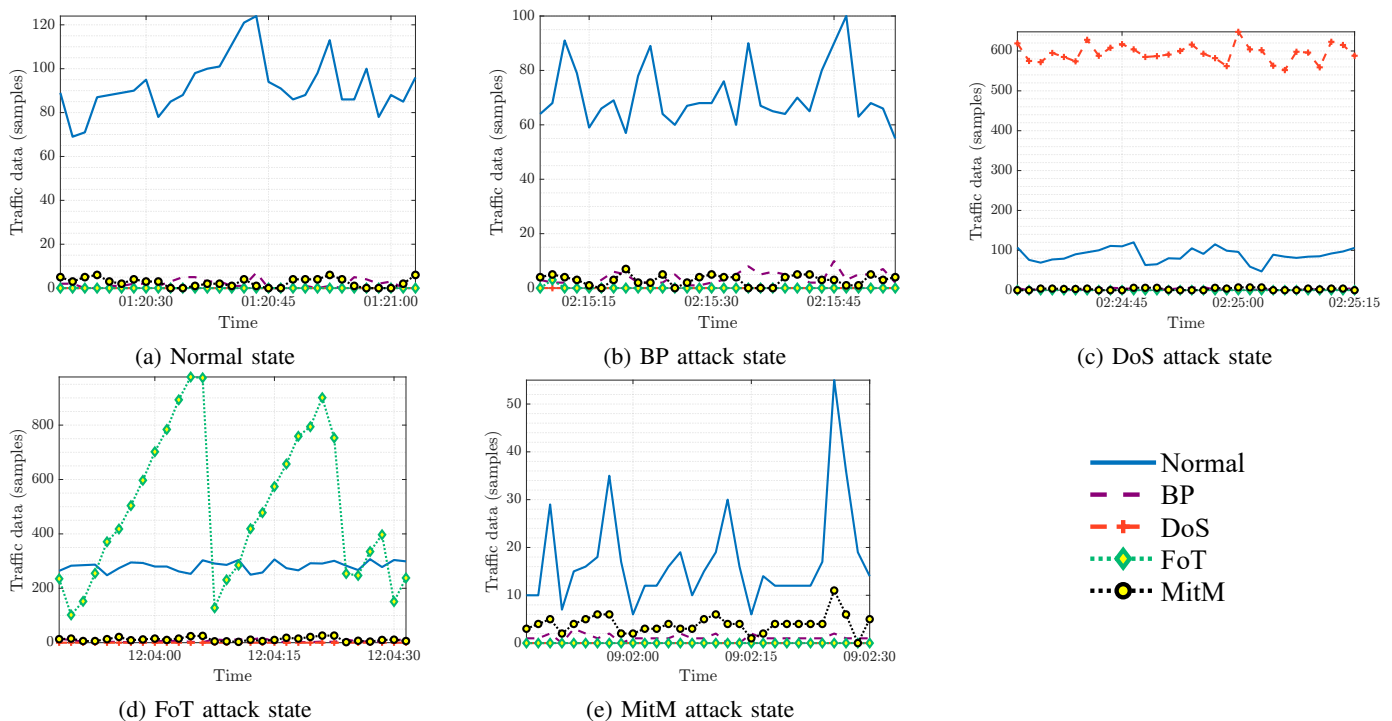 120
100
80
60
40
20
0
Traffic data (samples)
01:20:30 01:20:45 01:21:00
Time
(a) Normal state
100
80
60
40
20
0
Traffic data (samples)
02:15:15 02:15:30 02:15:45
Time
(b) BP attack state
600
500
400
300
200
100
0
Traffic data (samples)
02:24:45 02:25:00 02:25:15
Time
(c) DoS attack state
800
600
400
200
0
Traffic data (samples)
12:04:00 12:04:15 12:04:30
Time
(d) FoT attack state
50
40
30
20
10
0
Traffic data (samples)
09:02:00 09:02:15 09:02:30
Time
(e) MitM attack state
Normal
BP
DoS
FoT
MitM